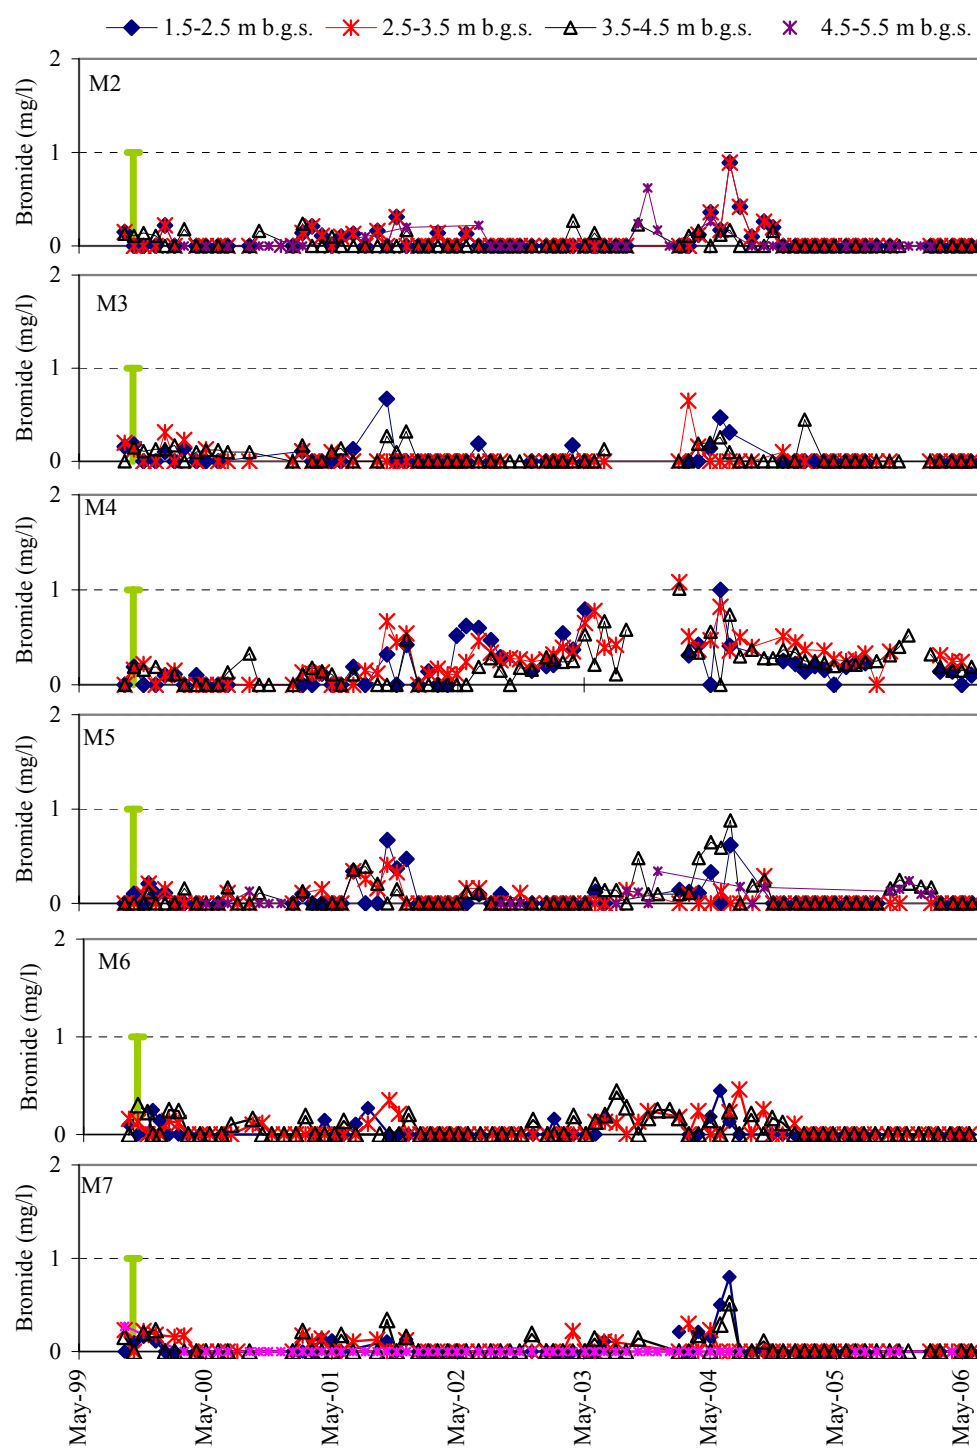 1.5-2.5 m b.g.s. 2.5-3.5 m b.g.s. 3.5-4.5 m b.g.s. 4.5-5.5 m b.g.s.
Bromide (mg/l)
2
1
0
M2
Bromide (mg/l)
2
1
0
M3
Bromide (mg/l)
2
1
0
M4
Bromide (mg/l)
2
1
0
M5
Bromide (mg/l)
2
1
0
M6
Bromide (mg/l)
2
1
0
M7
May-99 May-00 May-01 May-02 May-03 May-04 May-05 May-06